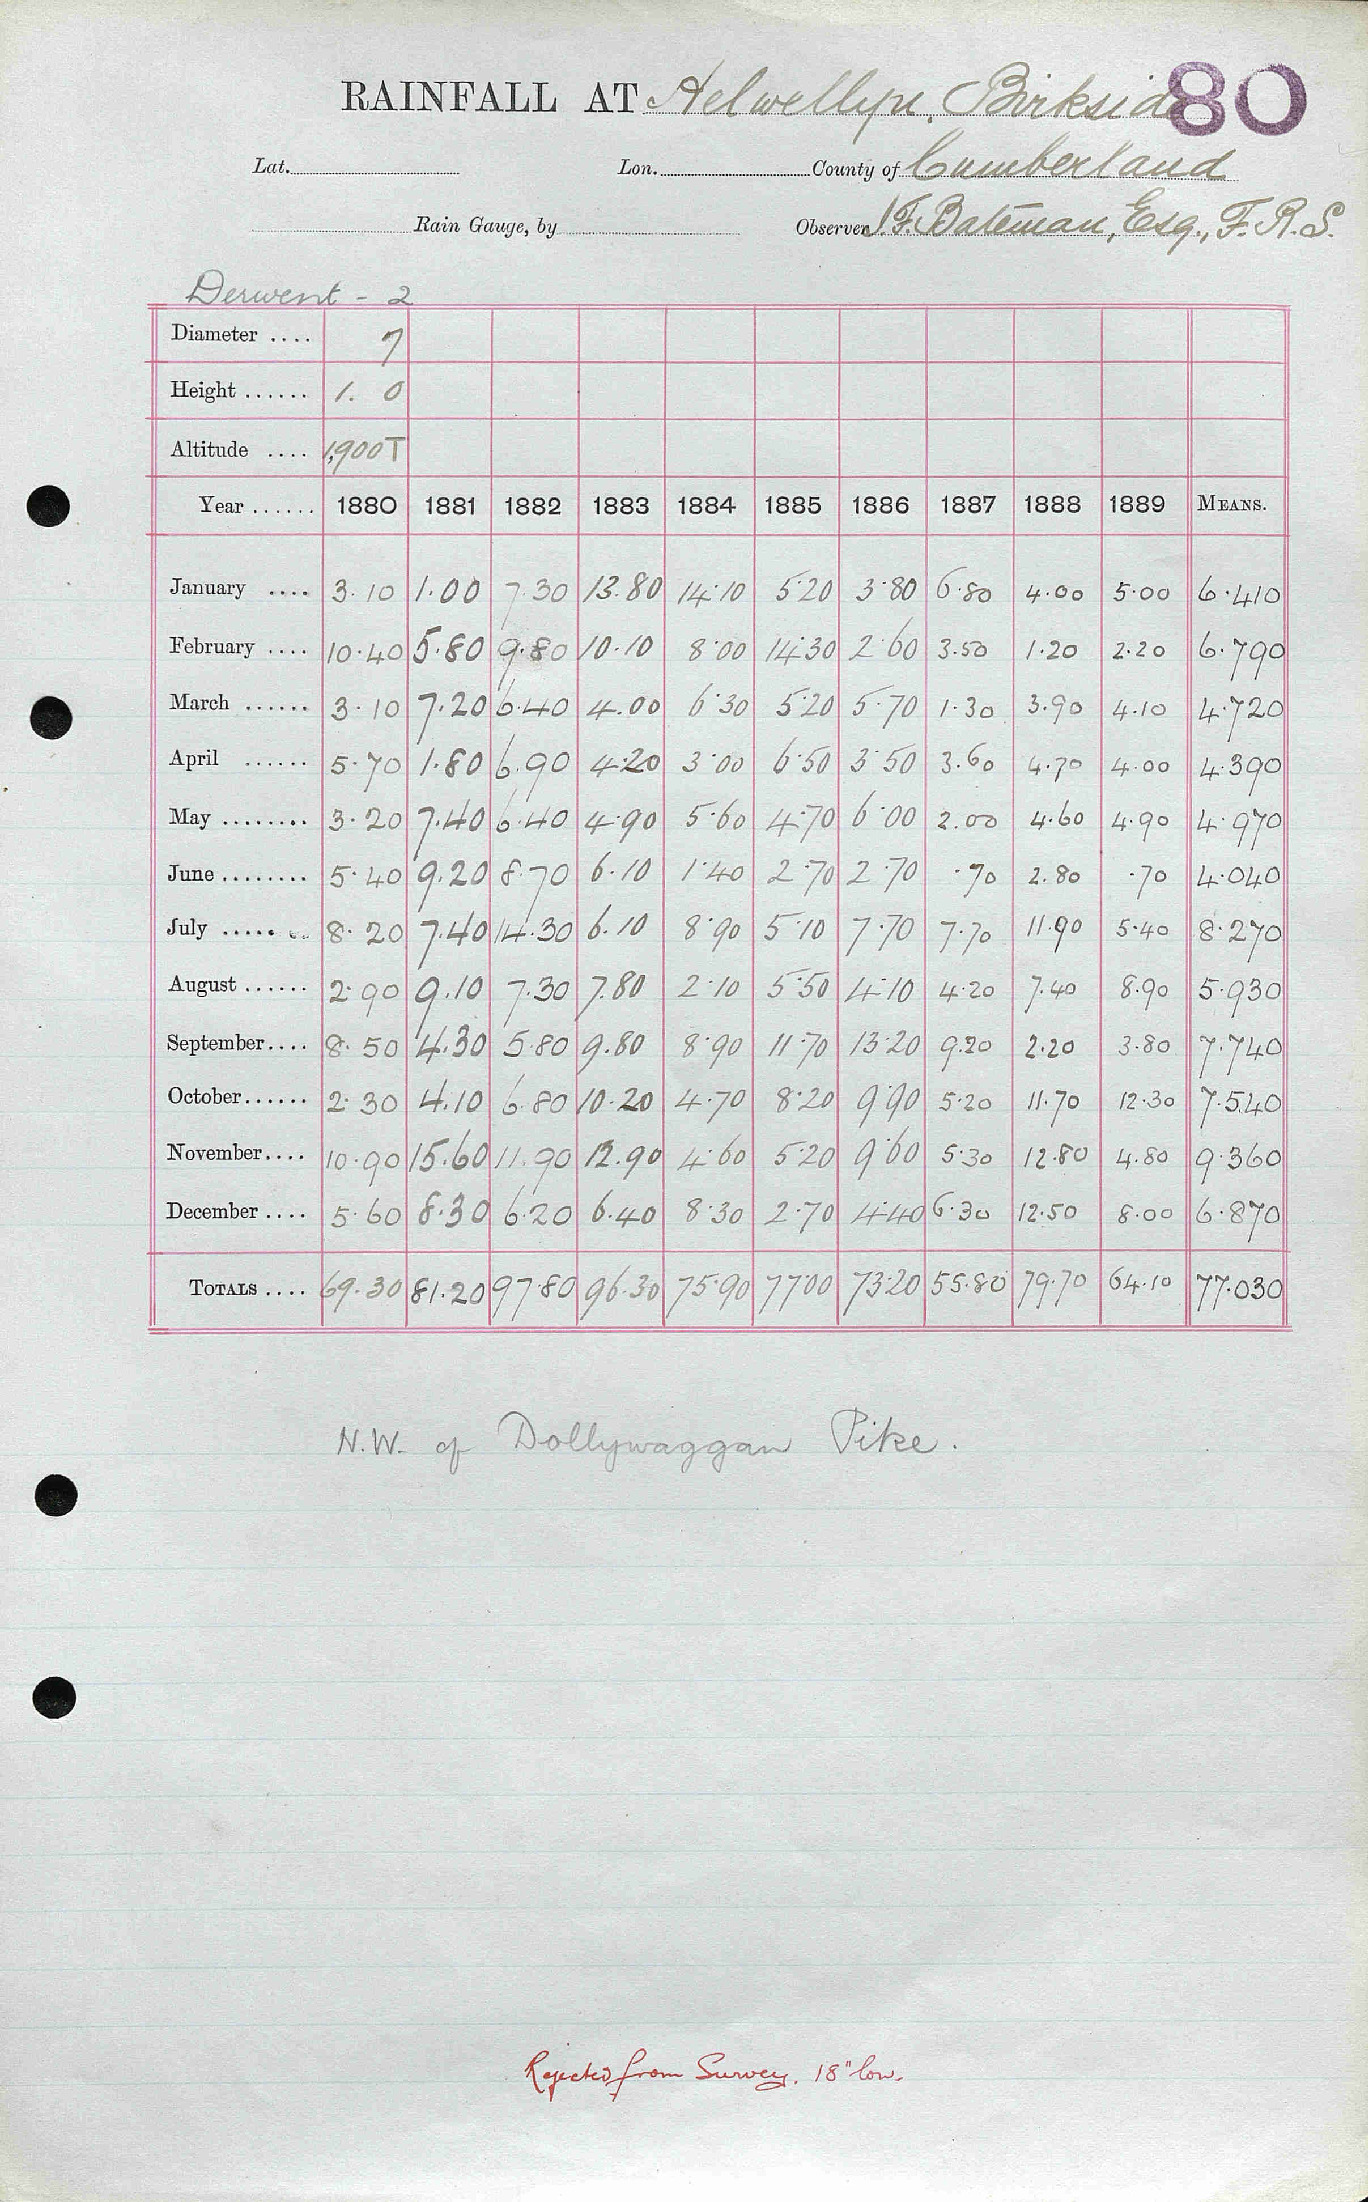 RAINFALL AT Helwellyn, Birkside 80
Lat. Lon. County of Cumberland
Rain Gauge, by Observer J. F. Bateman, Esq., F.R.S.
Derwent - 2
Diameter .... 7
Height ...... 1. 0
Altitude .... 1,900 T
Year ...... 1880 1881 1882 1883 1884 1885 1886 1887 1888 1889 MEANS.
January .... 3.10 1.00 7.30 13.80 14.10 5.20 3.80 6.80 4.00 5.00 6.410
February .... 10.40 5.80 9.80 10.10 8.00 14.30 2.60 3.50 1.20 2.20 6.790
March ...... 3.10 7.20 6.40 4.00 6.30 5.20 5.70 1.30 3.90 4.10 4.720
April ...... 5.70 1.80 6.90 4.20 3.00 6.50 3.50 3.60 4.70 4.00 4.390
May ........ 3.20 7.40 6.40 4.90 5.60 4.70 6.00 2.00 4.60 4.90 4.970
June ........ 5.40 9.20 8.70 6.10 1.40 2.70 2.70 .70 2.80 .70 4.040
July ........ 8.20 7.40 14.30 6.10 8.90 5.10 7.70 7.70 11.90 5.40 8.270
August ...... 2.90 9.10 7.30 7.80 2.10 5.50 4.10 4.20 7.40 8.90 5.930
September.... 8.50 4.30 5.80 9.80 8.90 11.70 13.20 9.20 2.20 3.80 7.740
October...... 2.30 4.10 6.80 10.20 4.70 8.20 9.90 5.20 11.70 12.30 7.540
November.... 10.90 15.60 11.90 12.90 4.60 5.20 9.60 5.30 12.80 4.80 9.360
December .... 5.60 8.30 6.20 6.40 8.30 2.70 4.40 6.30 12.50 8.00 6.870
TOTALS .... 69.30 81.20 97.80 96.30 75.90 77.00 73.20 55.80 79.70 64.10 77.030
N.W. of Dollywaggan Pike.
Rejected from Survey. 18" low.